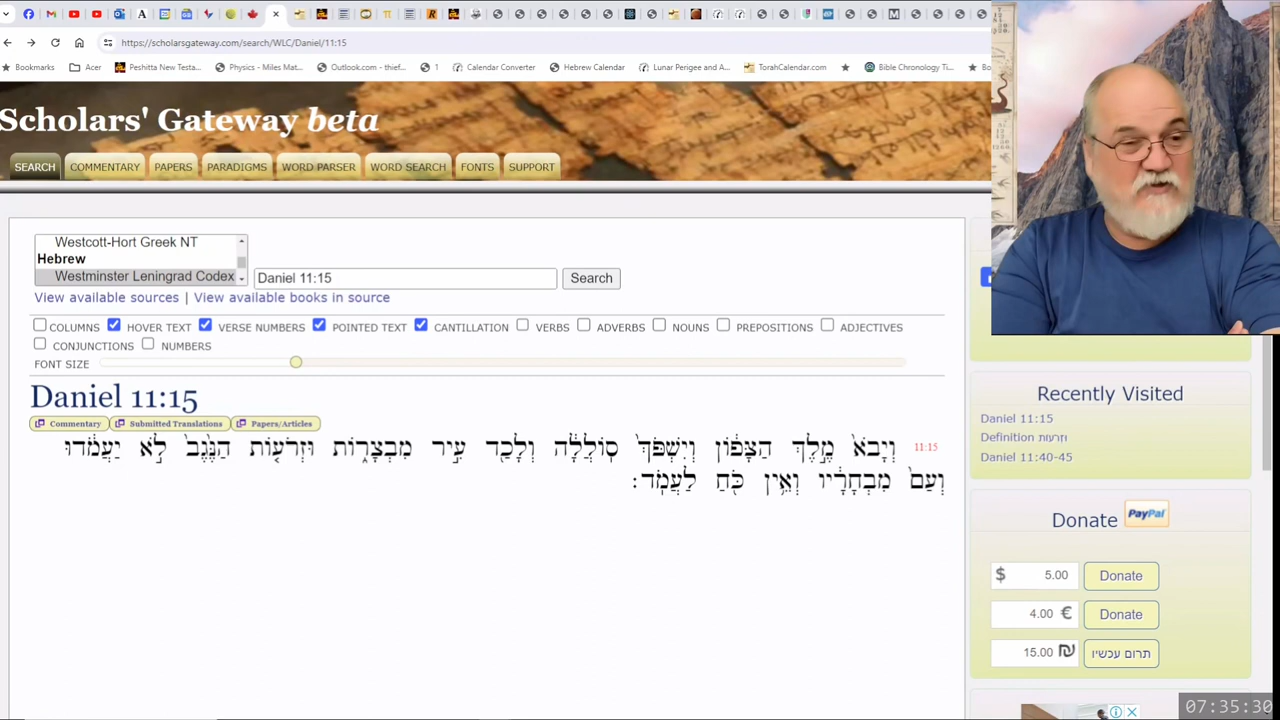 https://scholarsgateway.com/search/WLC/Daniel/11:15
Bookmarks Acer Peshitta New Testa... Physics - Miles Mat... Outlook.com - thief... 1 Calendar Converter Hebrew Calendar Lunar Perigee and A... TorahCalendar.com Bible Chronology Ti... Bo
Scholars' Gateway beta
SEARCH COMMENTARY PAPERS PARADIGMS WORD PARSER WORD SEARCH FONTS SUPPORT
Westcott-Hort Greek NT
Hebrew
Westminster Leningrad Codex
Daniel 11:15 Search
View available sources | View available books in source
COLUMNS HOVER TEXT VERSE NUMBERS POINTED TEXT CANTILLATION VERBS ADVERBS NOUNS PREPOSITIONS ADJECTIVES
CONJUNCTIONS NUMBERS
FONT SIZE
Daniel 11:15
Commentary Submitted Translations Papers/Articles
11:15 וְיָבֹא֙ מֶ֣לֶךְ הַצָּפ֔וֹן וְיִשְׁפֹּךְ֙ סֽוֹלֲלָ֔ה וְלָכַ֖ד עִ֣יר מִבְצָר֑וֹת וּזְרֹע֤וֹת הַנֶּ֙גֶב֙ לֹ֣א יַעֲמֹ֔דוּ
וְעַם֙ מִבְחָרָ֔יו וְאֵ֥ין כֹּ֖חַ לַעֲמֹֽד׃
Recently Visited
Daniel 11:15
Definition וזרעות
Daniel 11:40-45
Donate PayPal
$ 5.00 Donate
4.00 € Donate
15.00 ₪ תרום עכשיו
07:35:30